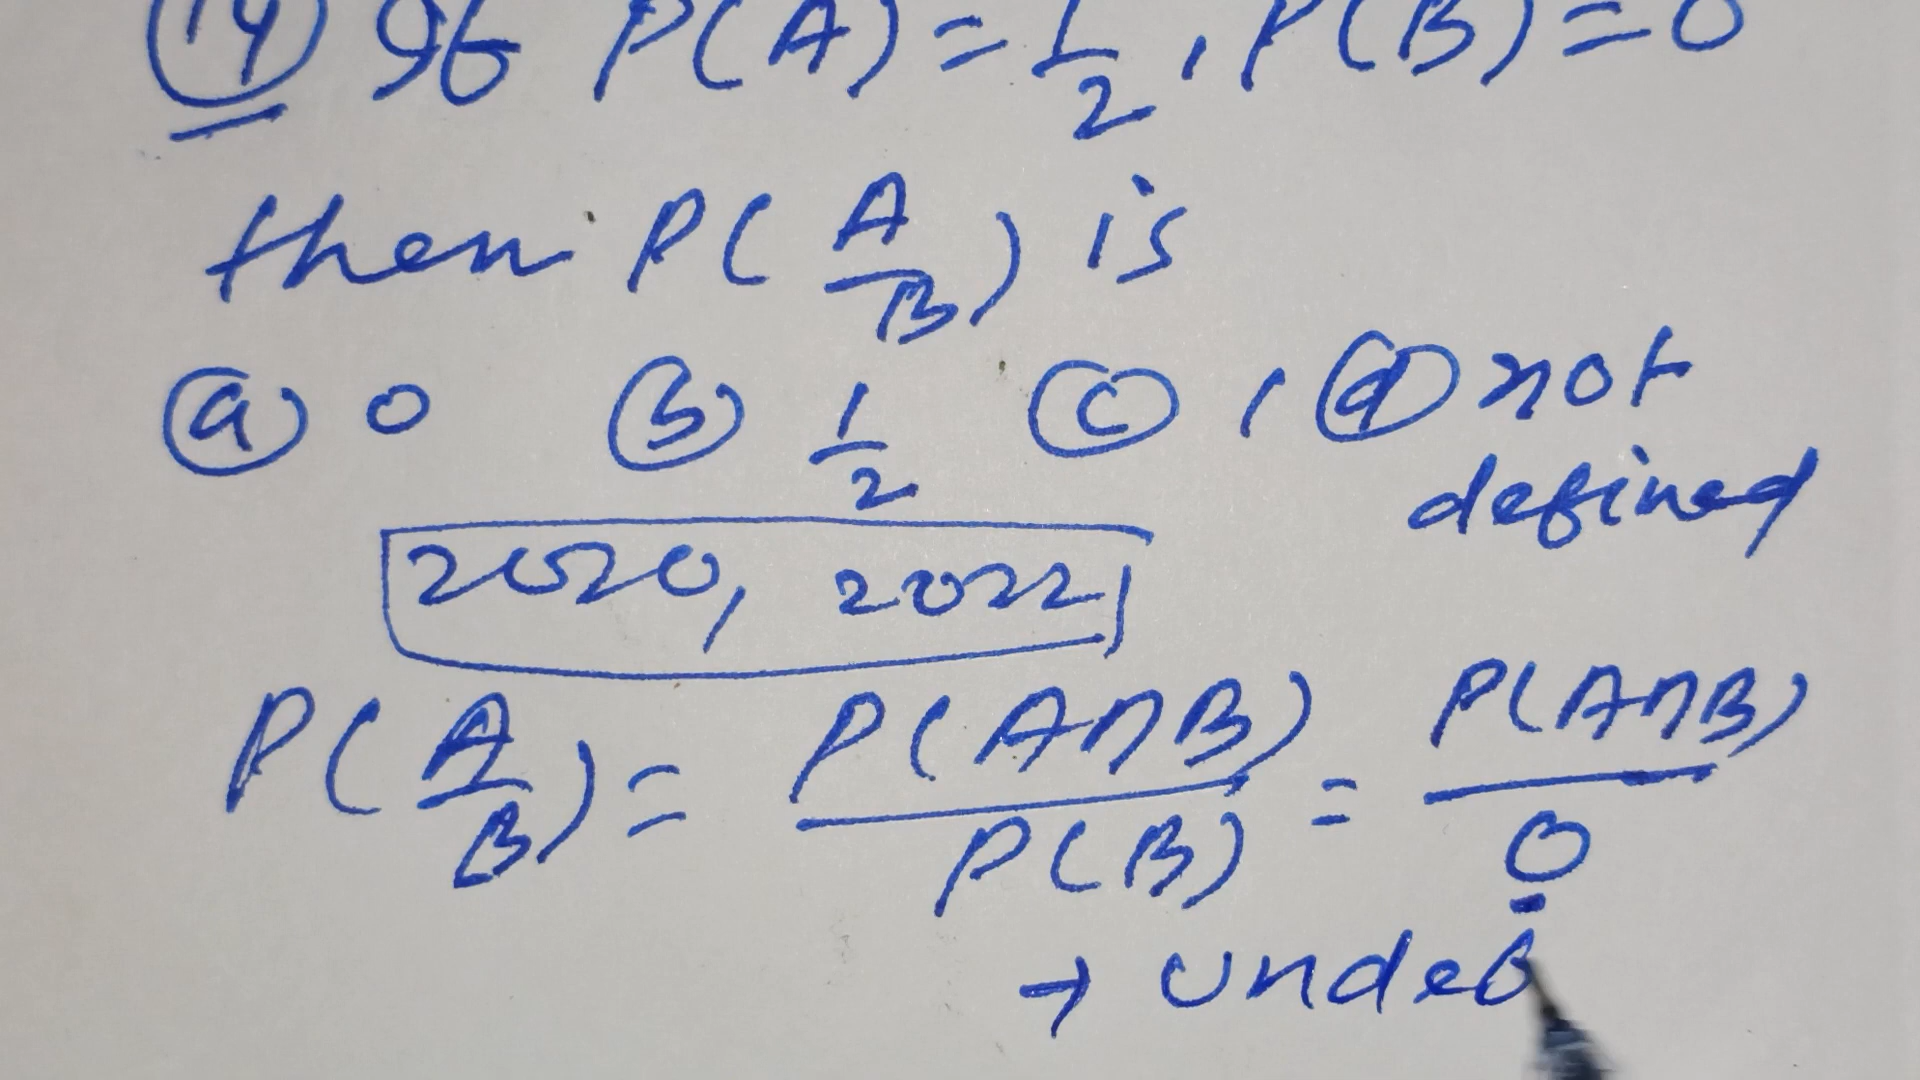 (14) If P(A) = 1/2, P(B) = 0
then P(A/B) is
(a) 0 (b) 1/2 (c) 1 (d) not
defined
2020, 2022
P(A/B) = P(A∩B)/P(B) = P(A∩B)/0
→ undef